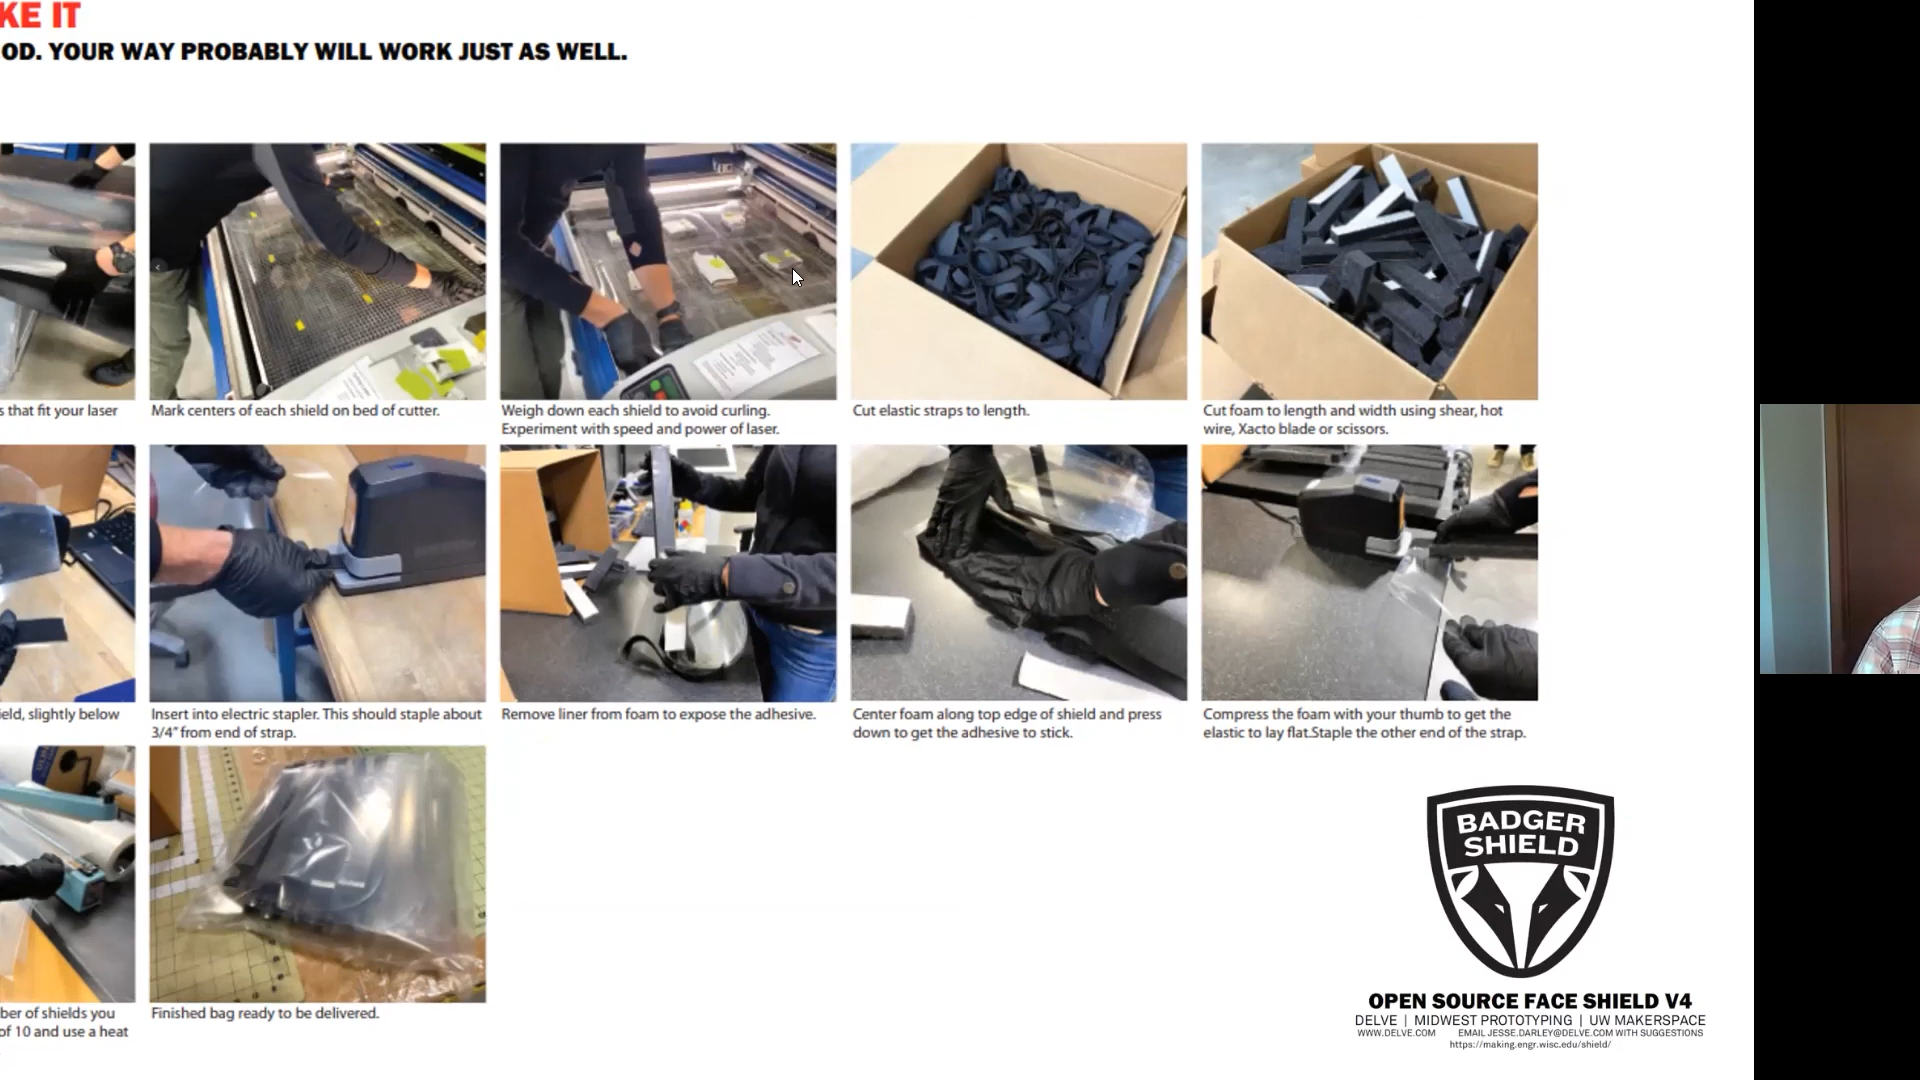 KE IT
OD. YOUR WAY PROBABLY WILL WORK JUST AS WELL.
s that fit your laser
Mark centers of each shield on bed of cutter.
Weigh down each shield to avoid curling.
Experiment with speed and power of laser.
Cut elastic straps to length.
Cut foam to length and width using shear, hot
wire, Xacto blade or scissors.
ield, slightly below
Insert into electric stapler. This should staple about
3/4" from end of strap.
Remove liner from foam to expose the adhesive.
Center foam along top edge of shield and press
down to get the adhesive to stick.
Compress the foam with your thumb to get the
elastic to lay flat.Staple the other end of the strap.
ber of shields you
of 10 and use a heat
Finished bag ready to be delivered.
BADGER
SHIELD
OPEN SOURCE FACE SHIELD V4
DELVE | MIDWEST PROTOTYPING | UW MAKERSPACE
WWW.DELVE.COM EMAIL JESSE.DARLEY@DELVE.COM WITH SUGGESTIONS
https://making.engr.wisc.edu/shield/